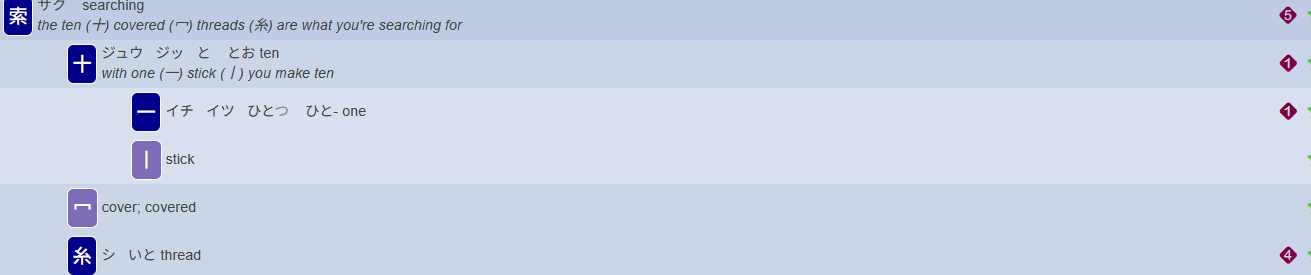 索 サク searching
the ten (十) covered (冖) threads (糸) are what you're searching for
5
十 ジュウ ジッ と とお ten
with one (一) stick (丨) you make ten
1
一 イチ イツ ひとつ ひと- one
1
丨 stick
冖 cover; covered
糸 シ いと thread
4